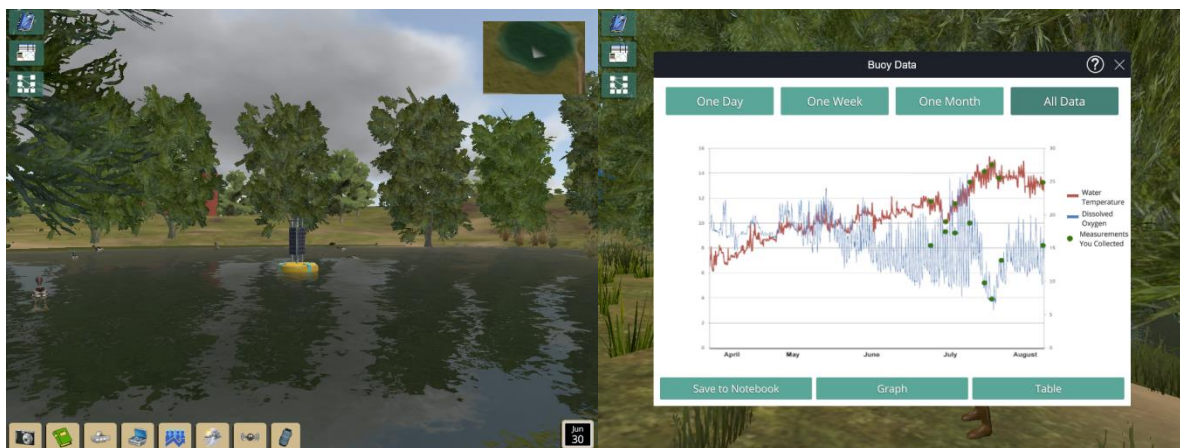 Jun
30
Buoy Data
?
One Day
One Week
One Month
All Data
16
14
12
10
8
6
4
2
0
30
25
20
15
10
5
0
April
May
June
July
August
Water
Temperature
Dissolved
Oxygen
Measurements
You Collected
Save to Notebook
Graph
Table